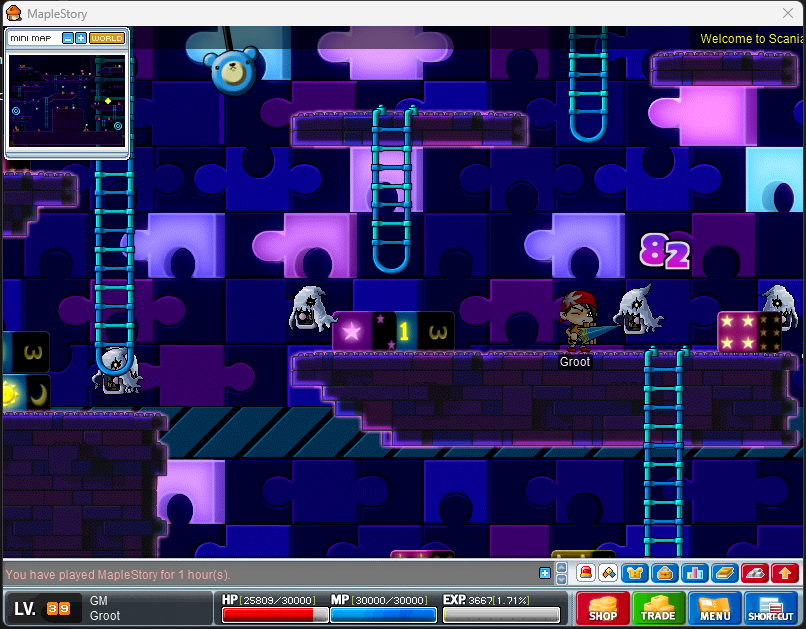 MapleStory
MINI MAP
WORLD
Welcome to Scania
82
1
Groot
You have played MapleStory for 1 hour(s).
LV. 39
GM
Groot
HP[25809/30000]
MP[30000/30000]
EXP. 3667[1.71%]
SHOP
TRADE
MENU
SHORTCUT